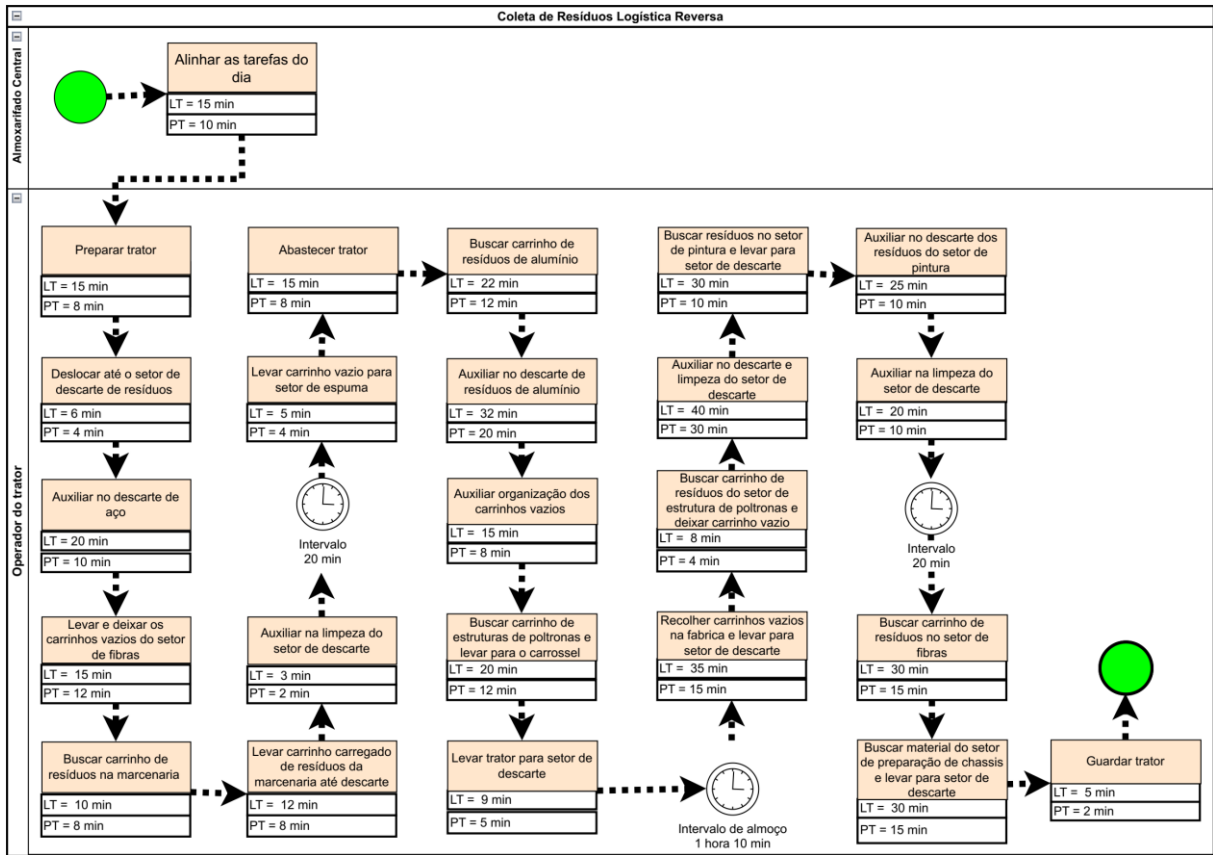 Coleta de Resíduos Logística Reversa
Almoxarifado Central
Alinhar as tarefas do
dia
LT = 15 min
PT = 10 min
Operador do trator
Preparar trator
LT = 15 min
PT = 8 min
Deslocar até o setor de
descarte de resíduos
LT = 6 min
PT = 4 min
Auxiliar no descarte de
aço
LT = 20 min
PT = 10 min
Levar e deixar os
carrinhos vazios do setor
de fibras
LT = 15 min
PT = 12 min
Buscar carrinho de
resíduos na marcenaria
LT = 10 min
PT = 8 min
Levar carrinho carregado
de resíduos da
marcenaria até descarte
LT = 12 min
PT = 8 min
Auxiliar na limpeza do
setor de descarte
LT = 3 min
PT = 2 min
Intervalo
20 min
Levar carrinho vazio para
setor de espuma
LT = 5 min
PT = 4 min
Abastecer trator
LT = 15 min
PT = 8 min
Buscar carrinho de
resíduos de alumínio
LT = 22 min
PT = 12 min
Auxiliar no descarte de
resíduos de alumínio
LT = 32 min
PT = 20 min
Auxiliar organização dos
carrinhos vazios
LT = 15 min
PT = 8 min
Buscar carrinho de
estruturas de poltronas e
levar para o carrossel
LT = 20 min
PT = 12 min
Levar trator para setor de
descarte
LT = 9 min
PT = 5 min
Intervalo de almoço
1 hora 10 min
Recolher carrinhos vazios
na fabrica e levar para
setor de descarte
LT = 35 min
PT = 15 min
Buscar carrinho de
resíduos do setor de
estrutura de poltronas e
deixar carrinho vazio
LT = 8 min
PT = 4 min
Auxiliar no descarte e
limpeza do setor de
descarte
LT = 40 min
PT = 30 min
Buscar resíduos no setor
de pintura e levar para
setor de descarte
LT = 30 min
PT = 10 min
Auxiliar no descarte dos
resíduos do setor de
pintura
LT = 25 min
PT = 10 min
Auxiliar na limpeza do
setor de descarte
LT = 20 min
PT = 10 min
Intervalo
20 min
Buscar carrinho de
resíduos no setor de
fibras
LT = 30 min
PT = 15 min
Buscar material do setor
de preparação de chassis
e levar para setor de
descarte
LT = 30 min
PT = 15 min
Guardar trator
LT = 5 min
PT = 2 min